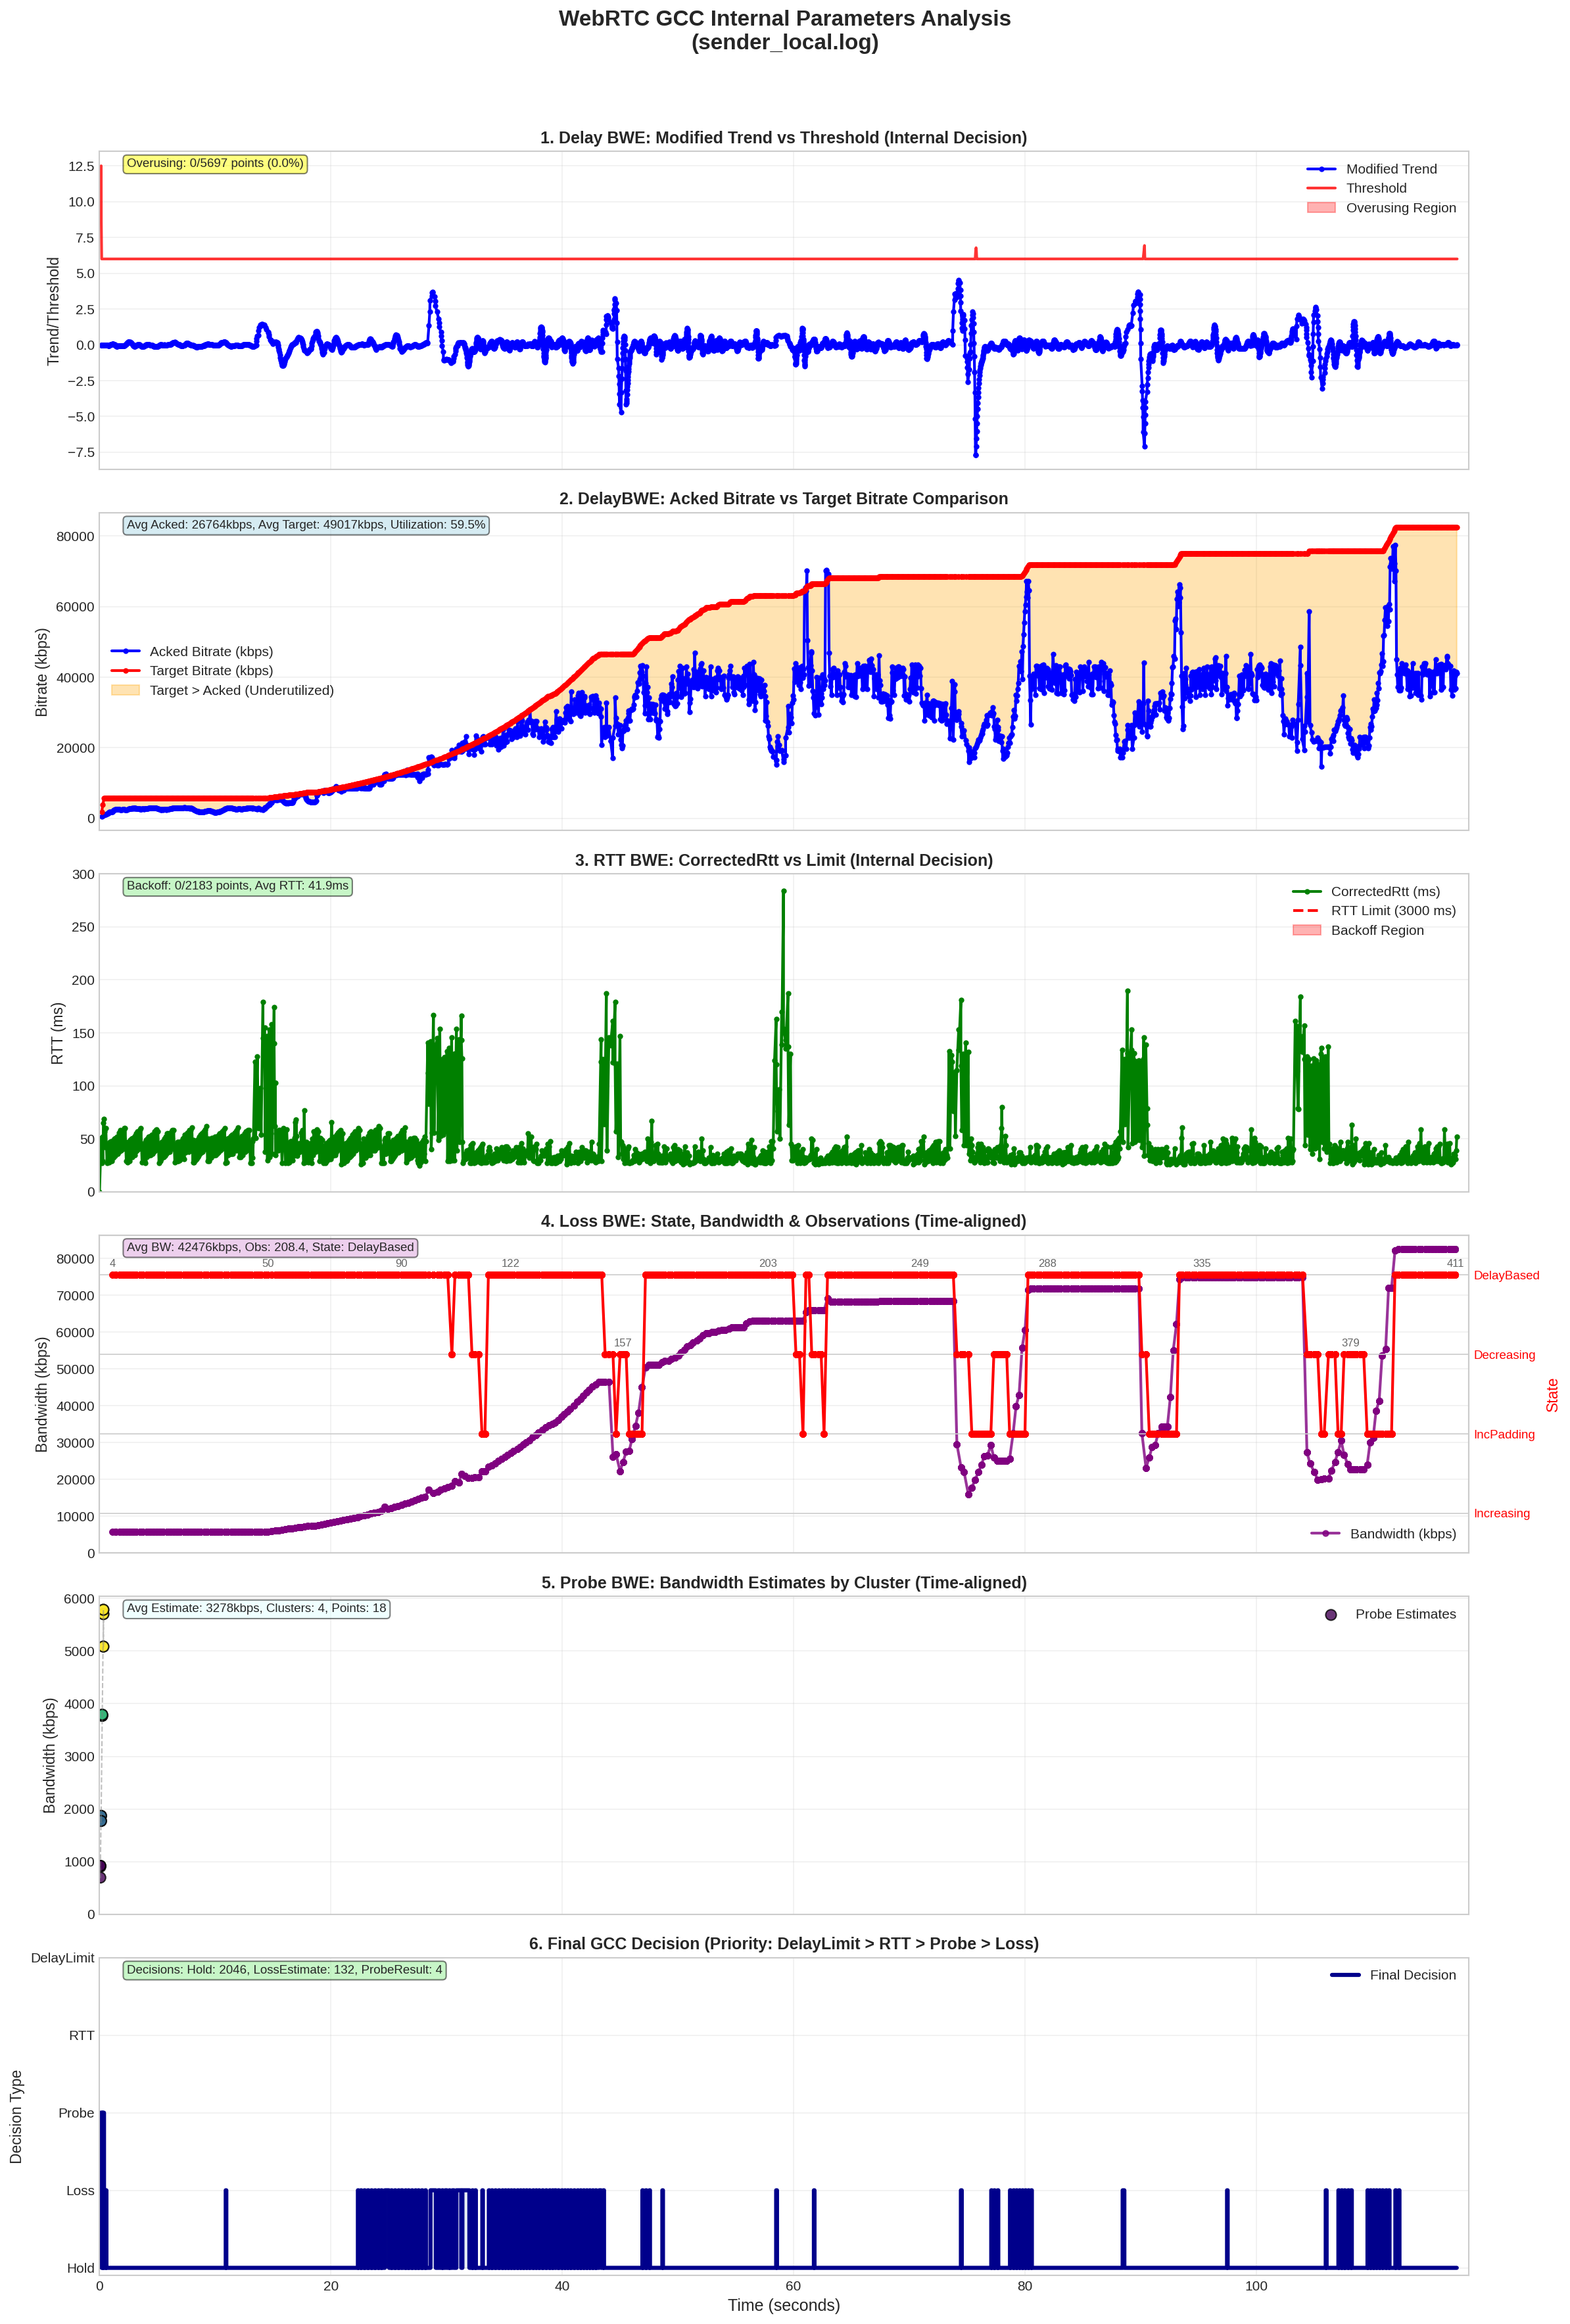 WebRTC GCC Internal Parameters Analysis
(sender_local.log)
1. Delay BWE: Modified Trend vs Threshold (Internal Decision)
Overusing: 0/5697 points (0.0%)
Modified Trend
Threshold
Overusing Region
Trend/Threshold
12.5
10.0
7.5
5.0
2.5
0.0
−2.5
−5.0
−7.5
2. DelayBWE: Acked Bitrate vs Target Bitrate Comparison
Avg Acked: 26764kbps, Avg Target: 49017kbps, Utilization: 59.5%
Acked Bitrate (kbps)
Target Bitrate (kbps)
Target > Acked (Underutilized)
Bitrate (kbps)
80000
60000
40000
20000
0
3. RTT BWE: CorrectedRtt vs Limit (Internal Decision)
Backoff: 0/2183 points, Avg RTT: 41.9ms
CorrectedRtt (ms)
RTT Limit (3000 ms)
Backoff Region
RTT (ms)
300
250
200
150
100
50
0
4. Loss BWE: State, Bandwidth & Observations (Time-aligned)
Avg BW: 42476kbps, Obs: 208.4, State: DelayBased
4 50 90 122 203 249 288 335 411
157 379
Bandwidth (kbps)
80000
70000
60000
50000
40000
30000
20000
10000
0
DelayBased
Decreasing
IncPadding
Increasing
State
Bandwidth (kbps)
5. Probe BWE: Bandwidth Estimates by Cluster (Time-aligned)
Avg Estimate: 3278kbps, Clusters: 4, Points: 18
Probe Estimates
Bandwidth (kbps)
6000
5000
4000
3000
2000
1000
0
6. Final GCC Decision (Priority: DelayLimit > RTT > Probe > Loss)
Decisions: Hold: 2046, LossEstimate: 132, ProbeResult: 4
Final Decision
Decision Type
DelayLimit
RTT
Probe
Loss
Hold
0 20 40 60 80 100
Time (seconds)